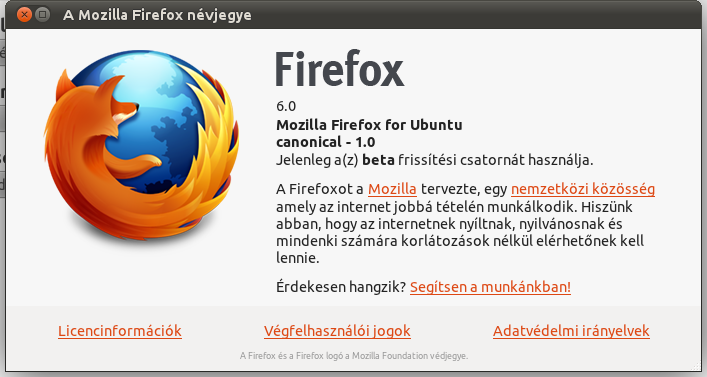 A Mozilla Firefox névjegye
Firefox
6.0
Mozilla Firefox for Ubuntu
canonical - 1.0
Jelenleg a(z) beta frissítési csatornát használja.
A Firefoxot a Mozilla tervezte, egy nemzetközi közösség
amely az internet jobbá tételén munkálkodik. Hiszünk
abban, hogy az internetnek nyíltnak, nyilvánosnak és
mindenki számára korlátozások nélkül elérhetőnek kell
lennie.
Érdekesen hangzik? Segítsen a munkánkban!
Licencinformációk Végfelhasználói jogok Adatvédelmi irányelvek
A Firefox és a Firefox logó a Mozilla Foundation védjegye.